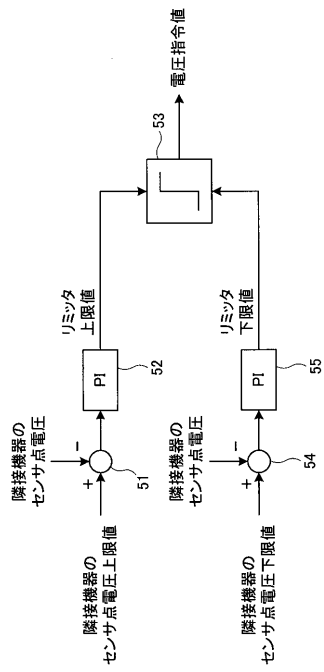 隣接機器の
センサ点電圧上限値
隣接機器の
センサ点電圧
+
−
51
PI
52
リミッタ
上限値
53
電圧指令値
隣接機器の
センサ点電圧下限値
隣接機器の
センサ点電圧
+
−
54
PI
55
リミッタ
下限値